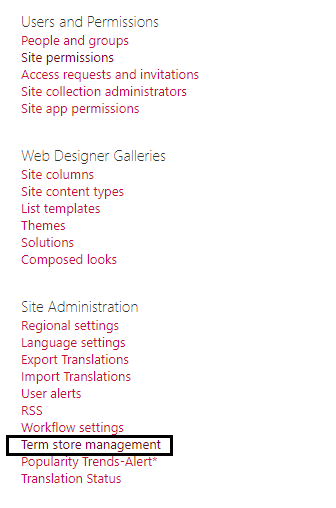 Users and Permissions
People and groups
Site permissions
Access requests and invitations
Site collection administrators
Site app permissions
Web Designer Galleries
Site columns
Site content types
List templates
Themes
Solutions
Composed looks
Site Administration
Regional settings
Language settings
Export Translations
Import Translations
User alerts
RSS
Workflow settings
Term store management
Popularity Trends-Alert*
Translation Status